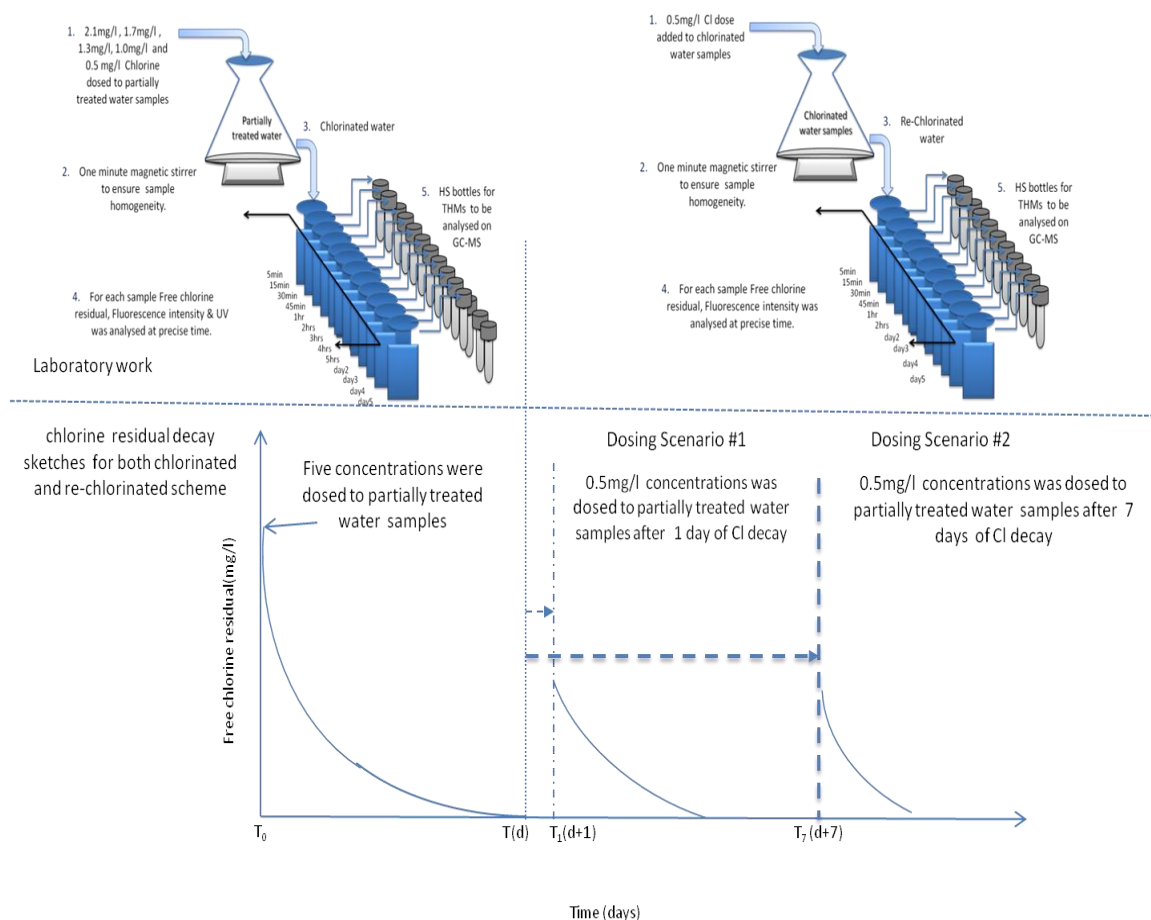 1. 2.1mg/l , 1.7mg/l ,
1.3mg/l, 1.0mg/l and
0.5 mg/l Chlorine
dosed to partially
treated water samples
Partially
treated water
3. Chlorinated water
2. One minute magnetic stirrer
to ensure sample
homogeneity.
5. HS bottles for
THMs to be
analysed on
GC-MS
4. For each sample Free chlorine
residual, Fluorescence intensity & UV
was analysed at precise time.
5min
15min
30min
45min
1hr
2hrs
3hrs
4hrs
5hrs
day2
day3
day4
day5
Laboratory work
1. 0.5mg/l Cl dose
added to chlorinated
water samples
Chlorinated
water samples
3. Re-Chlorinated
water
2. One minute magnetic stirrer
to ensure sample
homogeneity.
5. HS bottles for
THMs to be
analysed on
GC-MS
4. For each sample Free chlorine
residual, Fluorescence intensity was
analysed at precise time.
5min
15min
30min
45min
1hr
2hrs
day2
day3
day4
day5
chlorine residual decay
sketches for both chlorinated
and re-chlorinated scheme
Five concentrations were
dosed to partially treated
water samples
Dosing Scenario #1
0.5mg/l concentrations was
dosed to partially treated water
samples after 1 day of Cl decay
Dosing Scenario #2
0.5mg/l concentrations was dosed to
partially treated water samples after 7
days of Cl decay
Free chlorine residual(mg/l)
T₀
T(d)
T₁(d+1)
T₇ (d+7)
Time (days)